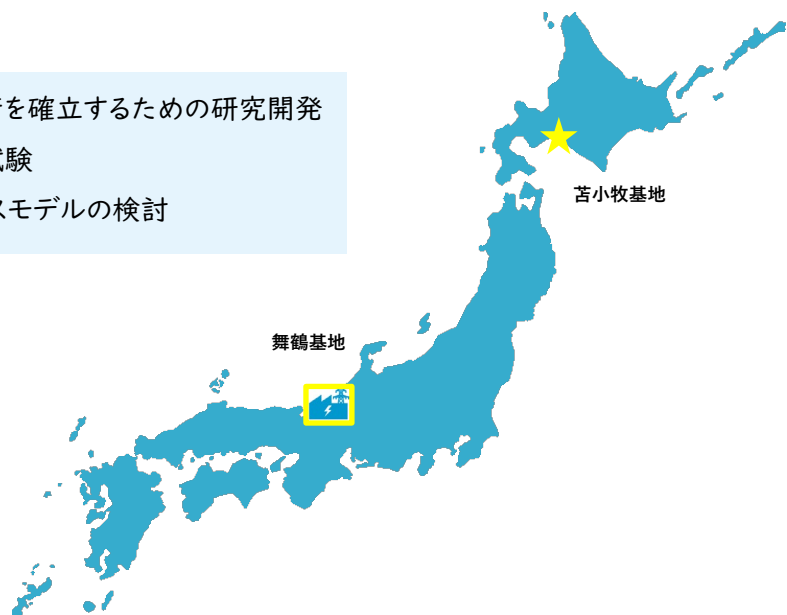 を確立するための研究開発
試験
スモデルの検討
苫小牧基地
舞鶴基地